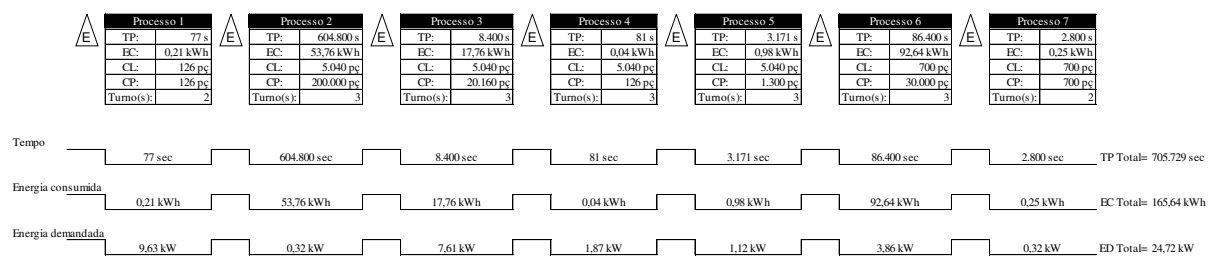 Processo 1 Processo 2 Processo 3 Processo 4 Processo 5 Processo 6 Processo 7
E E E E E E E
TP: 77 s TP: 604.800 s TP: 8.400 s TP: 81 s TP: 3.171 s TP: 86.400 s TP: 2.800 s
EC: 0,21 kWh EC: 53,76 kWh EC: 17,76 kWh EC: 0,04 kWh EC: 0,98 kWh EC: 92,64 kWh EC: 0,25 kWh
CL: 126 pç CL: 5.040 pç CL: 5.040 pç CL: 5.040 pç CL: 5.040 pç CL: 700 pç CL: 700 pç
CP: 126 pç CP: 200.000 pç CP: 20.160 pç CP: 126 pç CP: 1.300 pç CP: 30.000 pç CP: 700 pç
Turno(s): 2 Turno(s): 3 Turno(s): 3 Turno(s): 3 Turno(s): 3 Turno(s): 3 Turno(s): 2
Tempo
77 sec 604.800 sec 8.400 sec 81 sec 3.171 sec 86.400 sec 2.800 sec TP Total= 705.729 sec
Energia consumida
0,21 kWh 53,76 kWh 17,76 kWh 0,04 kWh 0,98 kWh 92,64 kWh 0,25 kWh EC Total= 165,64 kWh
Energia demandada
9,63 kW 0,32 kW 7,61 kW 1,87 kW 1,12 kW 3,86 kW 0,32 kW ED Total= 24,72 kW